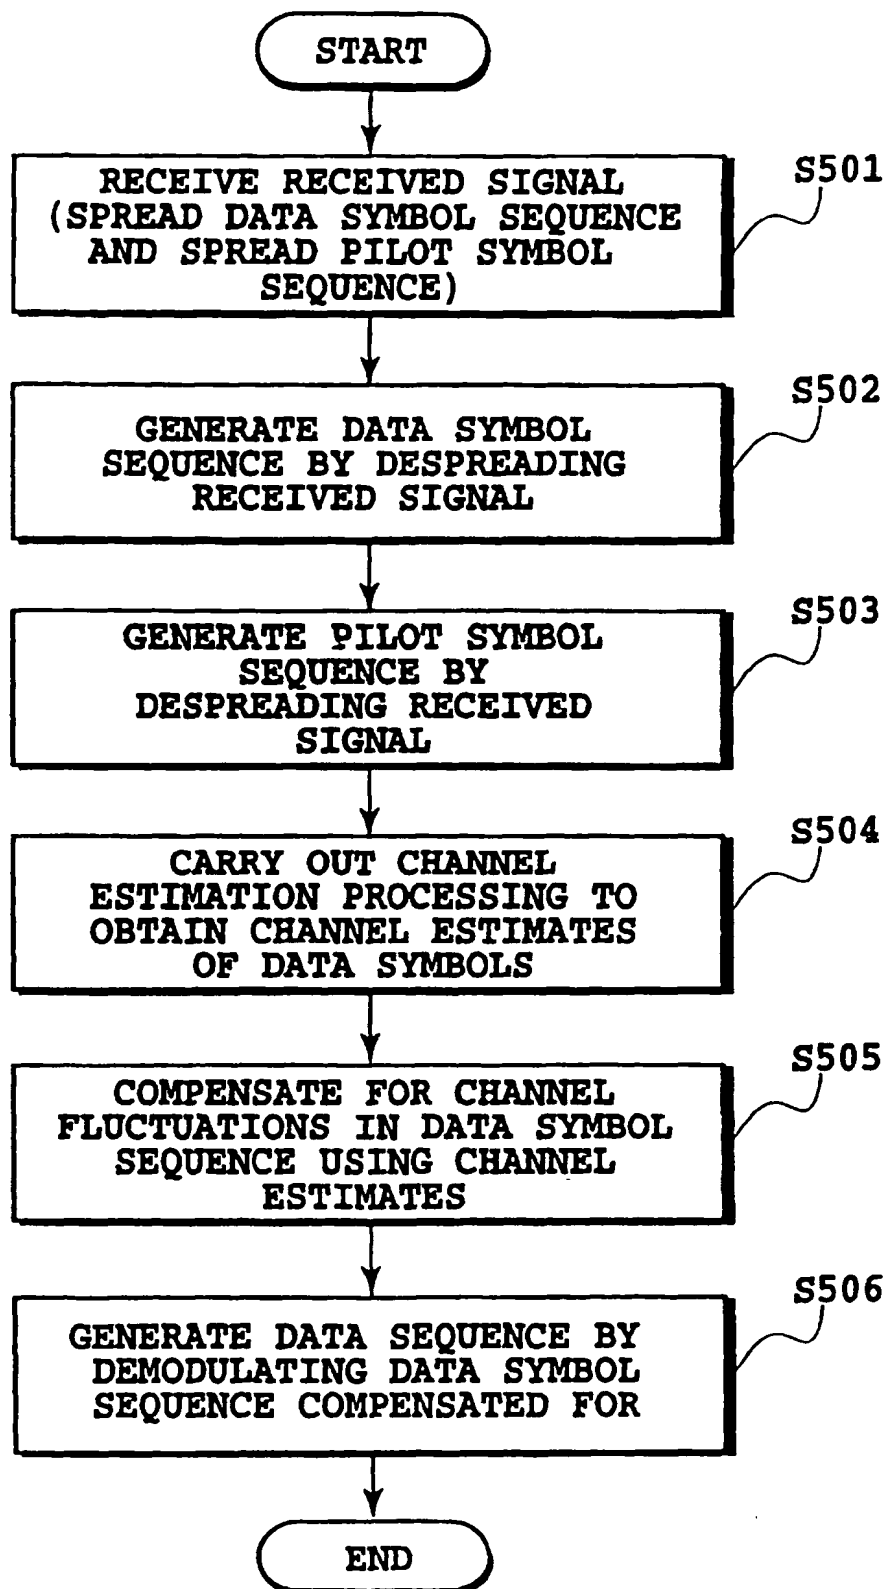 START
S501
RECEIVE RECEIVED SIGNAL
(SPREAD DATA SYMBOL SEQUENCE
AND SPREAD PILOT SYMBOL
SEQUENCE)
S502
GENERATE DATA SYMBOL
SEQUENCE BY DESPREADING
RECEIVED SIGNAL
S503
GENERATE PILOT SYMBOL
SEQUENCE BY
DESPREADING RECEIVED
SIGNAL
S504
CARRY OUT CHANNEL
ESTIMATION PROCESSING TO
OBTAIN CHANNEL ESTIMATES
OF DATA SYMBOLS
S505
COMPENSATE FOR CHANNEL
FLUCTUATIONS IN DATA SYMBOL
SEQUENCE USING CHANNEL
ESTIMATES
S506
GENERATE DATA SEQUENCE BY
DEMODULATING DATA SYMBOL
SEQUENCE COMPENSATED FOR
END